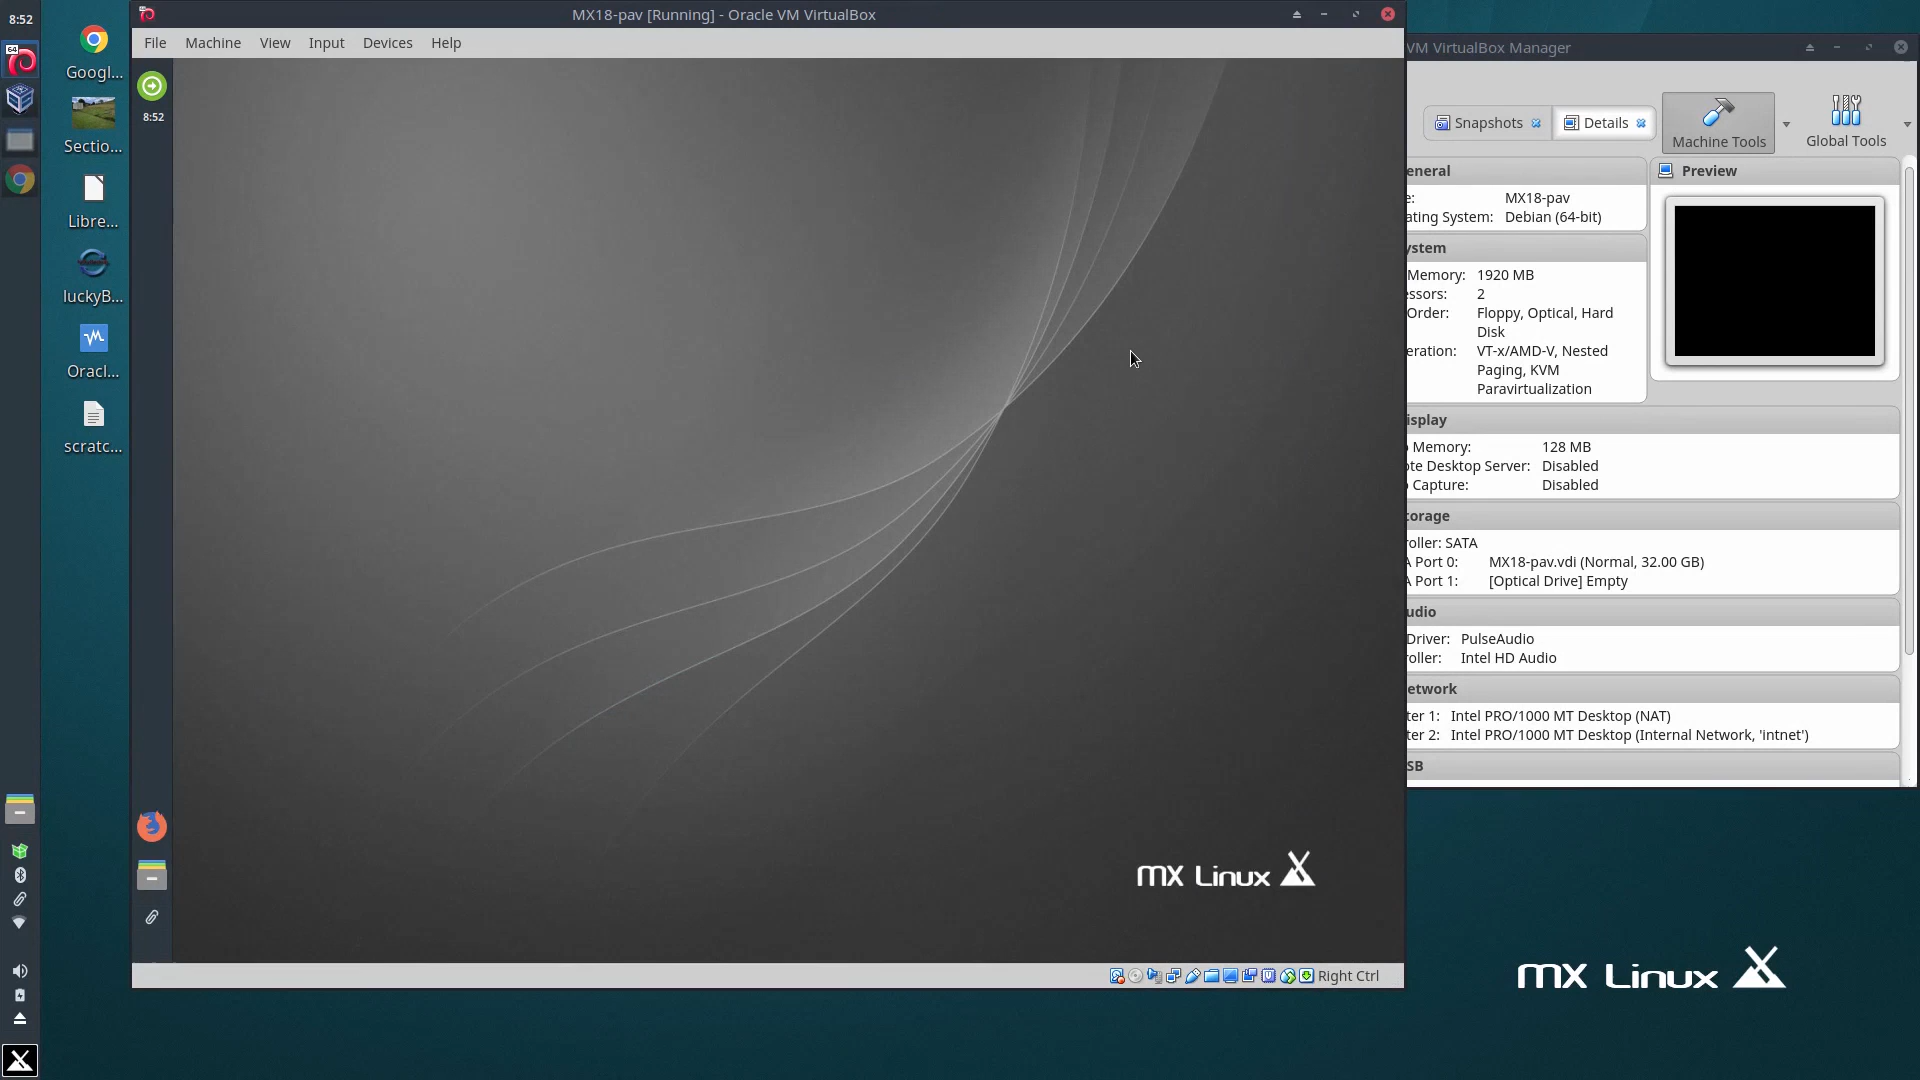 8:52
64
Googl...
Sectio...
Libre...
luckyB...
Oracl...
scratc...
MX18-pav [Running] - Oracle VM VirtualBox
File Machine View Input Devices Help
8:52
mx Linux
Right Ctrl
VM VirtualBox Manager
Snapshots
Details
Machine Tools
Global Tools
eneral
e: MX18-pav
ating System: Debian (64-bit)
Preview
ystem
Memory: 1920 MB
essors: 2
Order: Floppy, Optical, Hard
Disk
eration: VT-x/AMD-V, Nested
Paging, KVM
Paravirtualization
isplay
o Memory: 128 MB
ote Desktop Server: Disabled
o Capture: Disabled
torage
roller: SATA
A Port 0: MX18-pav.vdi (Normal, 32.00 GB)
A Port 1: [Optical Drive] Empty
udio
Driver: PulseAudio
roller: Intel HD Audio
etwork
ter 1: Intel PRO/1000 MT Desktop (NAT)
ter 2: Intel PRO/1000 MT Desktop (Internal Network, 'intnet')
SB
mx Linux